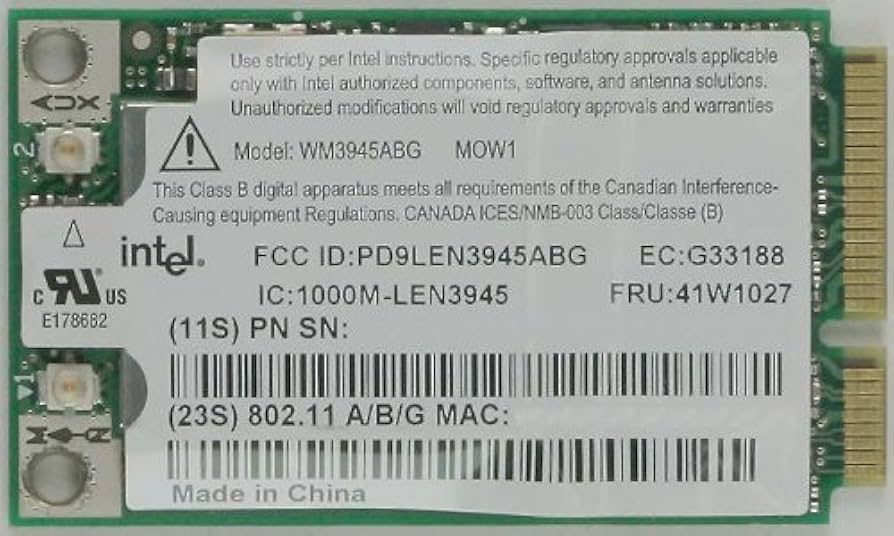 Use strictly per Intel instructions. Specific regulatory approvals applicable
only with Intel authorized components, software, and antenna solutions.
Unauthorized modifications will void regulatory approvals and warranties
AUX
2
Model: WM3945ABG MOW1
This Class B digital apparatus meets all requirements of the Canadian Interference-
Causing equipment Regulations. CANADA ICES/NMB-003 Class/Classe (B)
intel.
FCC ID:PD9LEN3945ABG EC:G33188
c RU US
E178682
IC:1000M-LEN3945 FRU:41W1027
(11S) PN SN:
1
(23S) 802.11 A/B/G MAC:
MAIN
Made in China